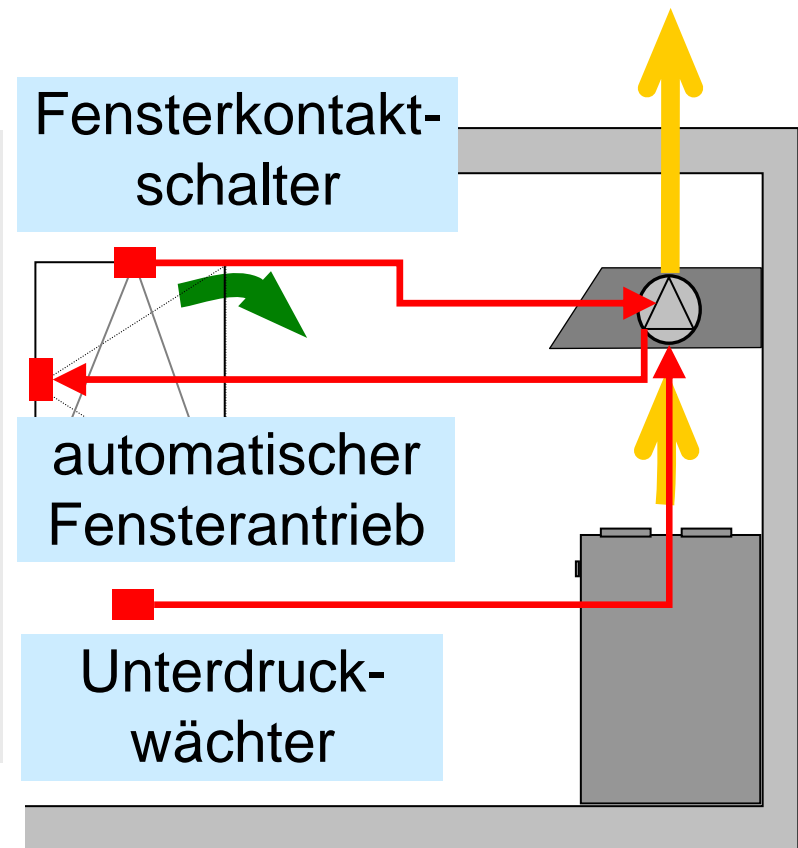 Fensterkontakt-
schalter
automatischer
Fensterantrieb
Unterdruck-
wächter